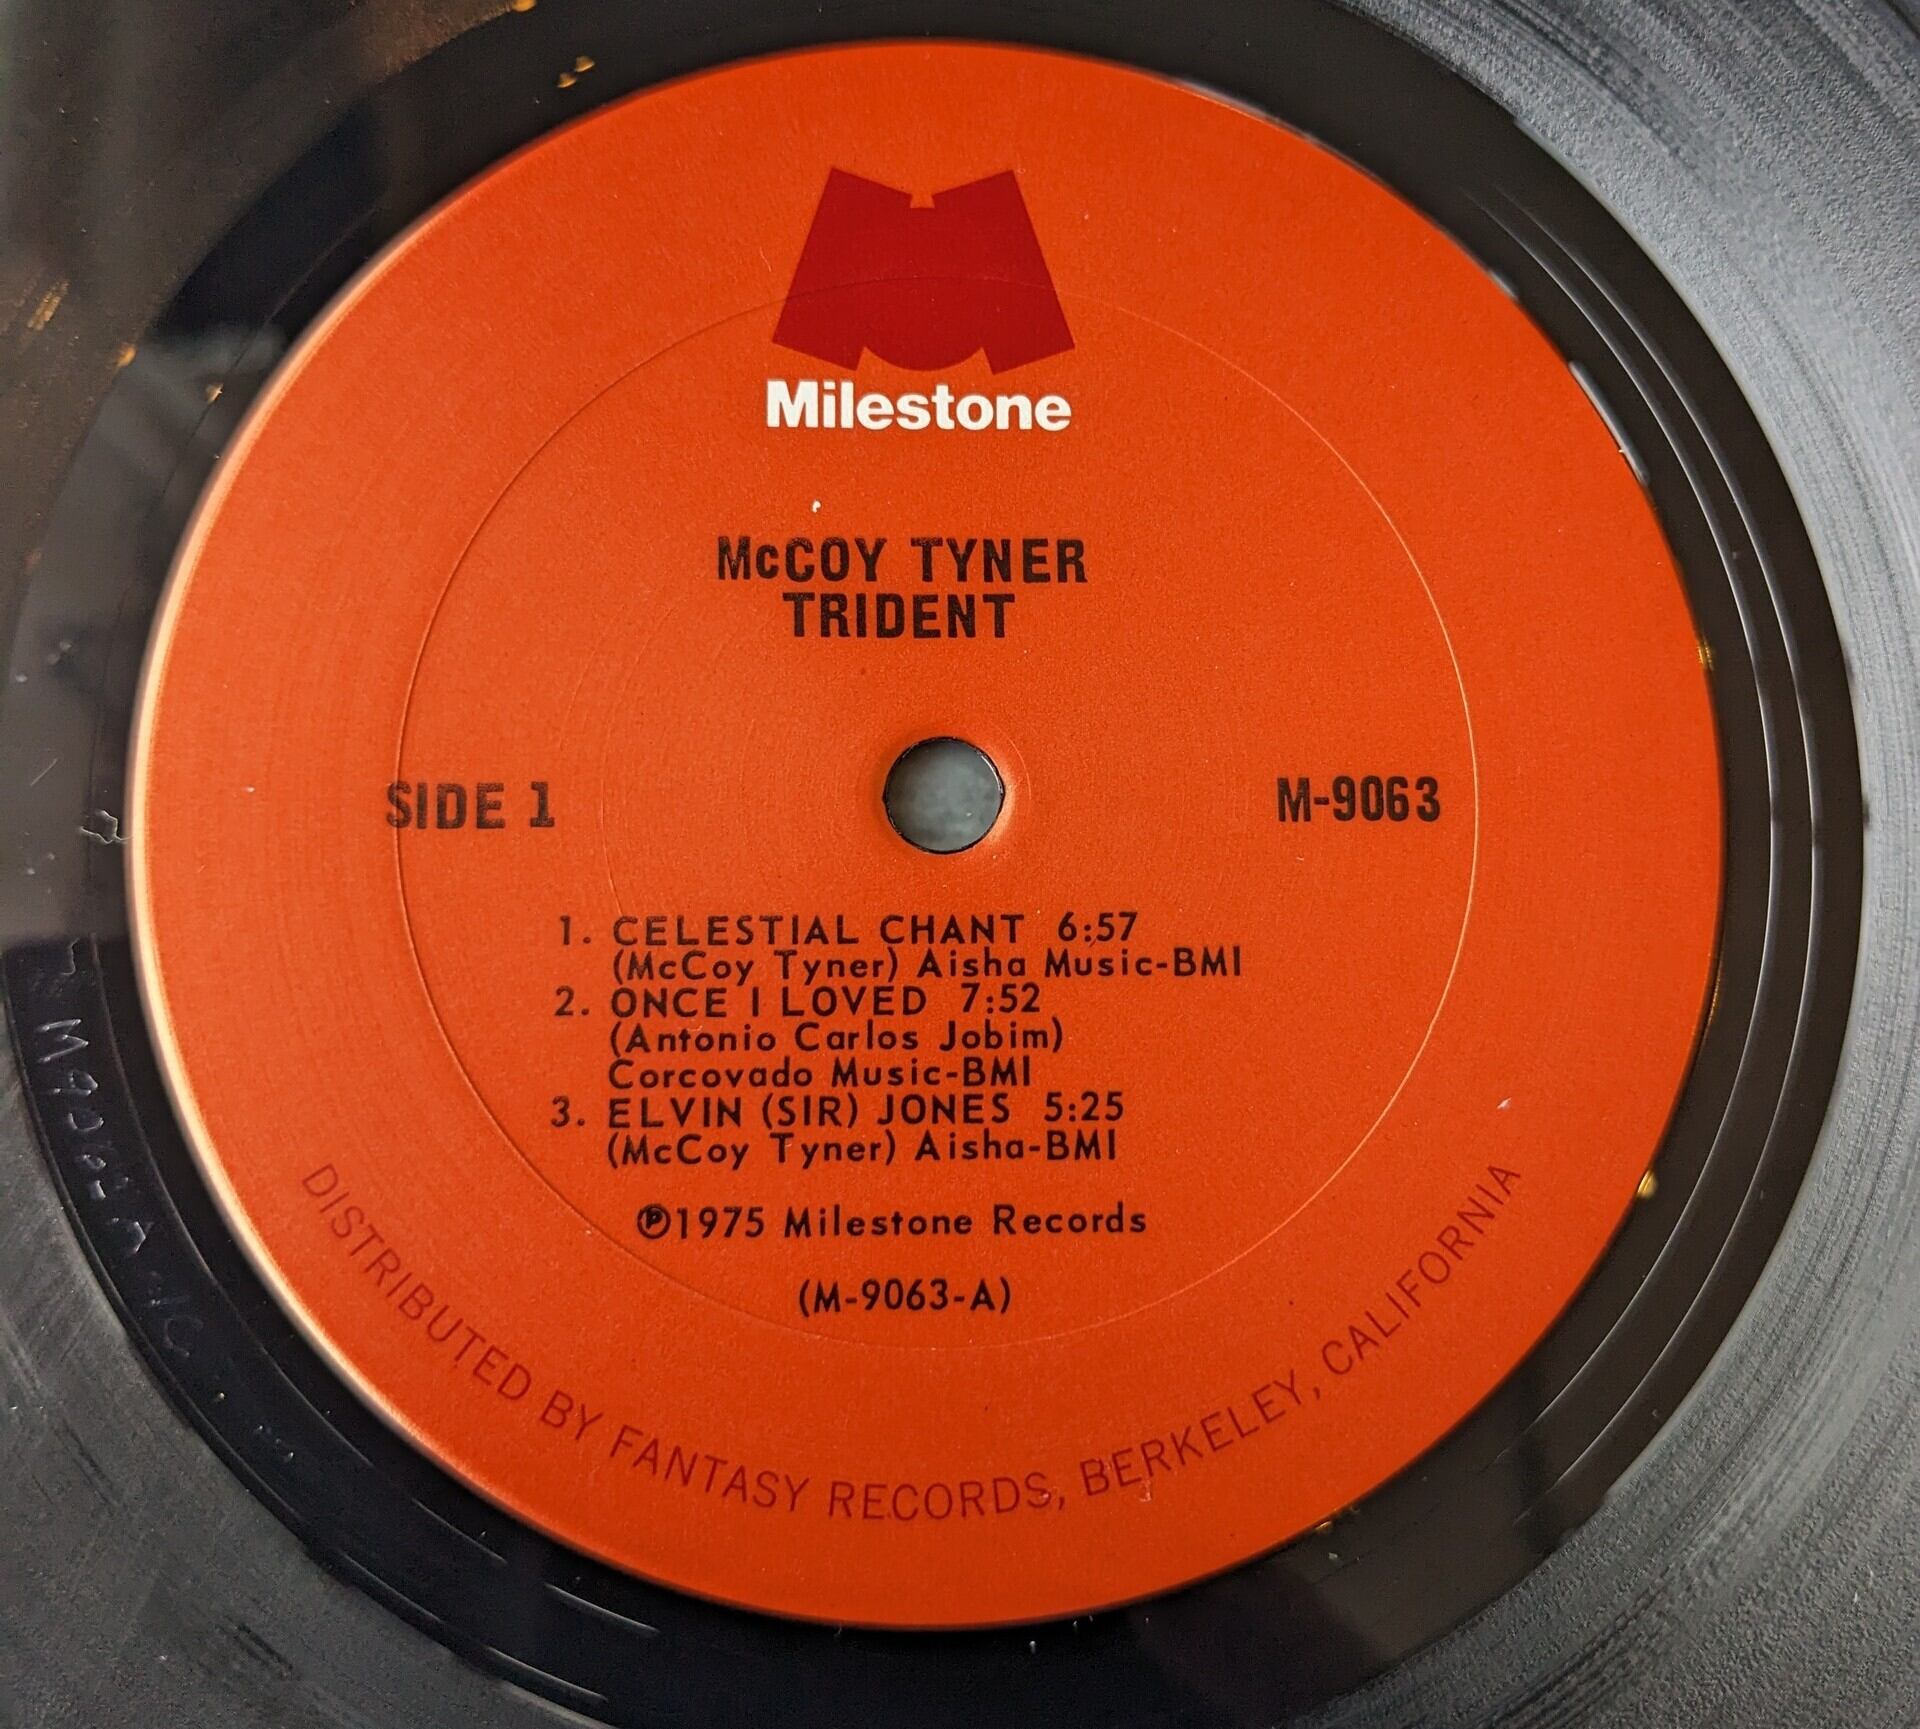 Milestone
McCOY TYNER
TRIDENT
SIDE 1
M-9063
1. CELESTIAL CHANT 6:57
(McCoy Tyner) Aisha Music-BMI
2. ONCE I LOVED 7:52
(Antonio Carlos Jobim)
Corcovado Music-BMI
3. ELVIN (SIR) JONES 5:25
(McCoy Tyner) Aisha-BMI
℗1975 Milestone Records
(M-9063-A)
DISTRIBUTED BY FANTASY RECORDS, BERKELEY, CALIFORNIA